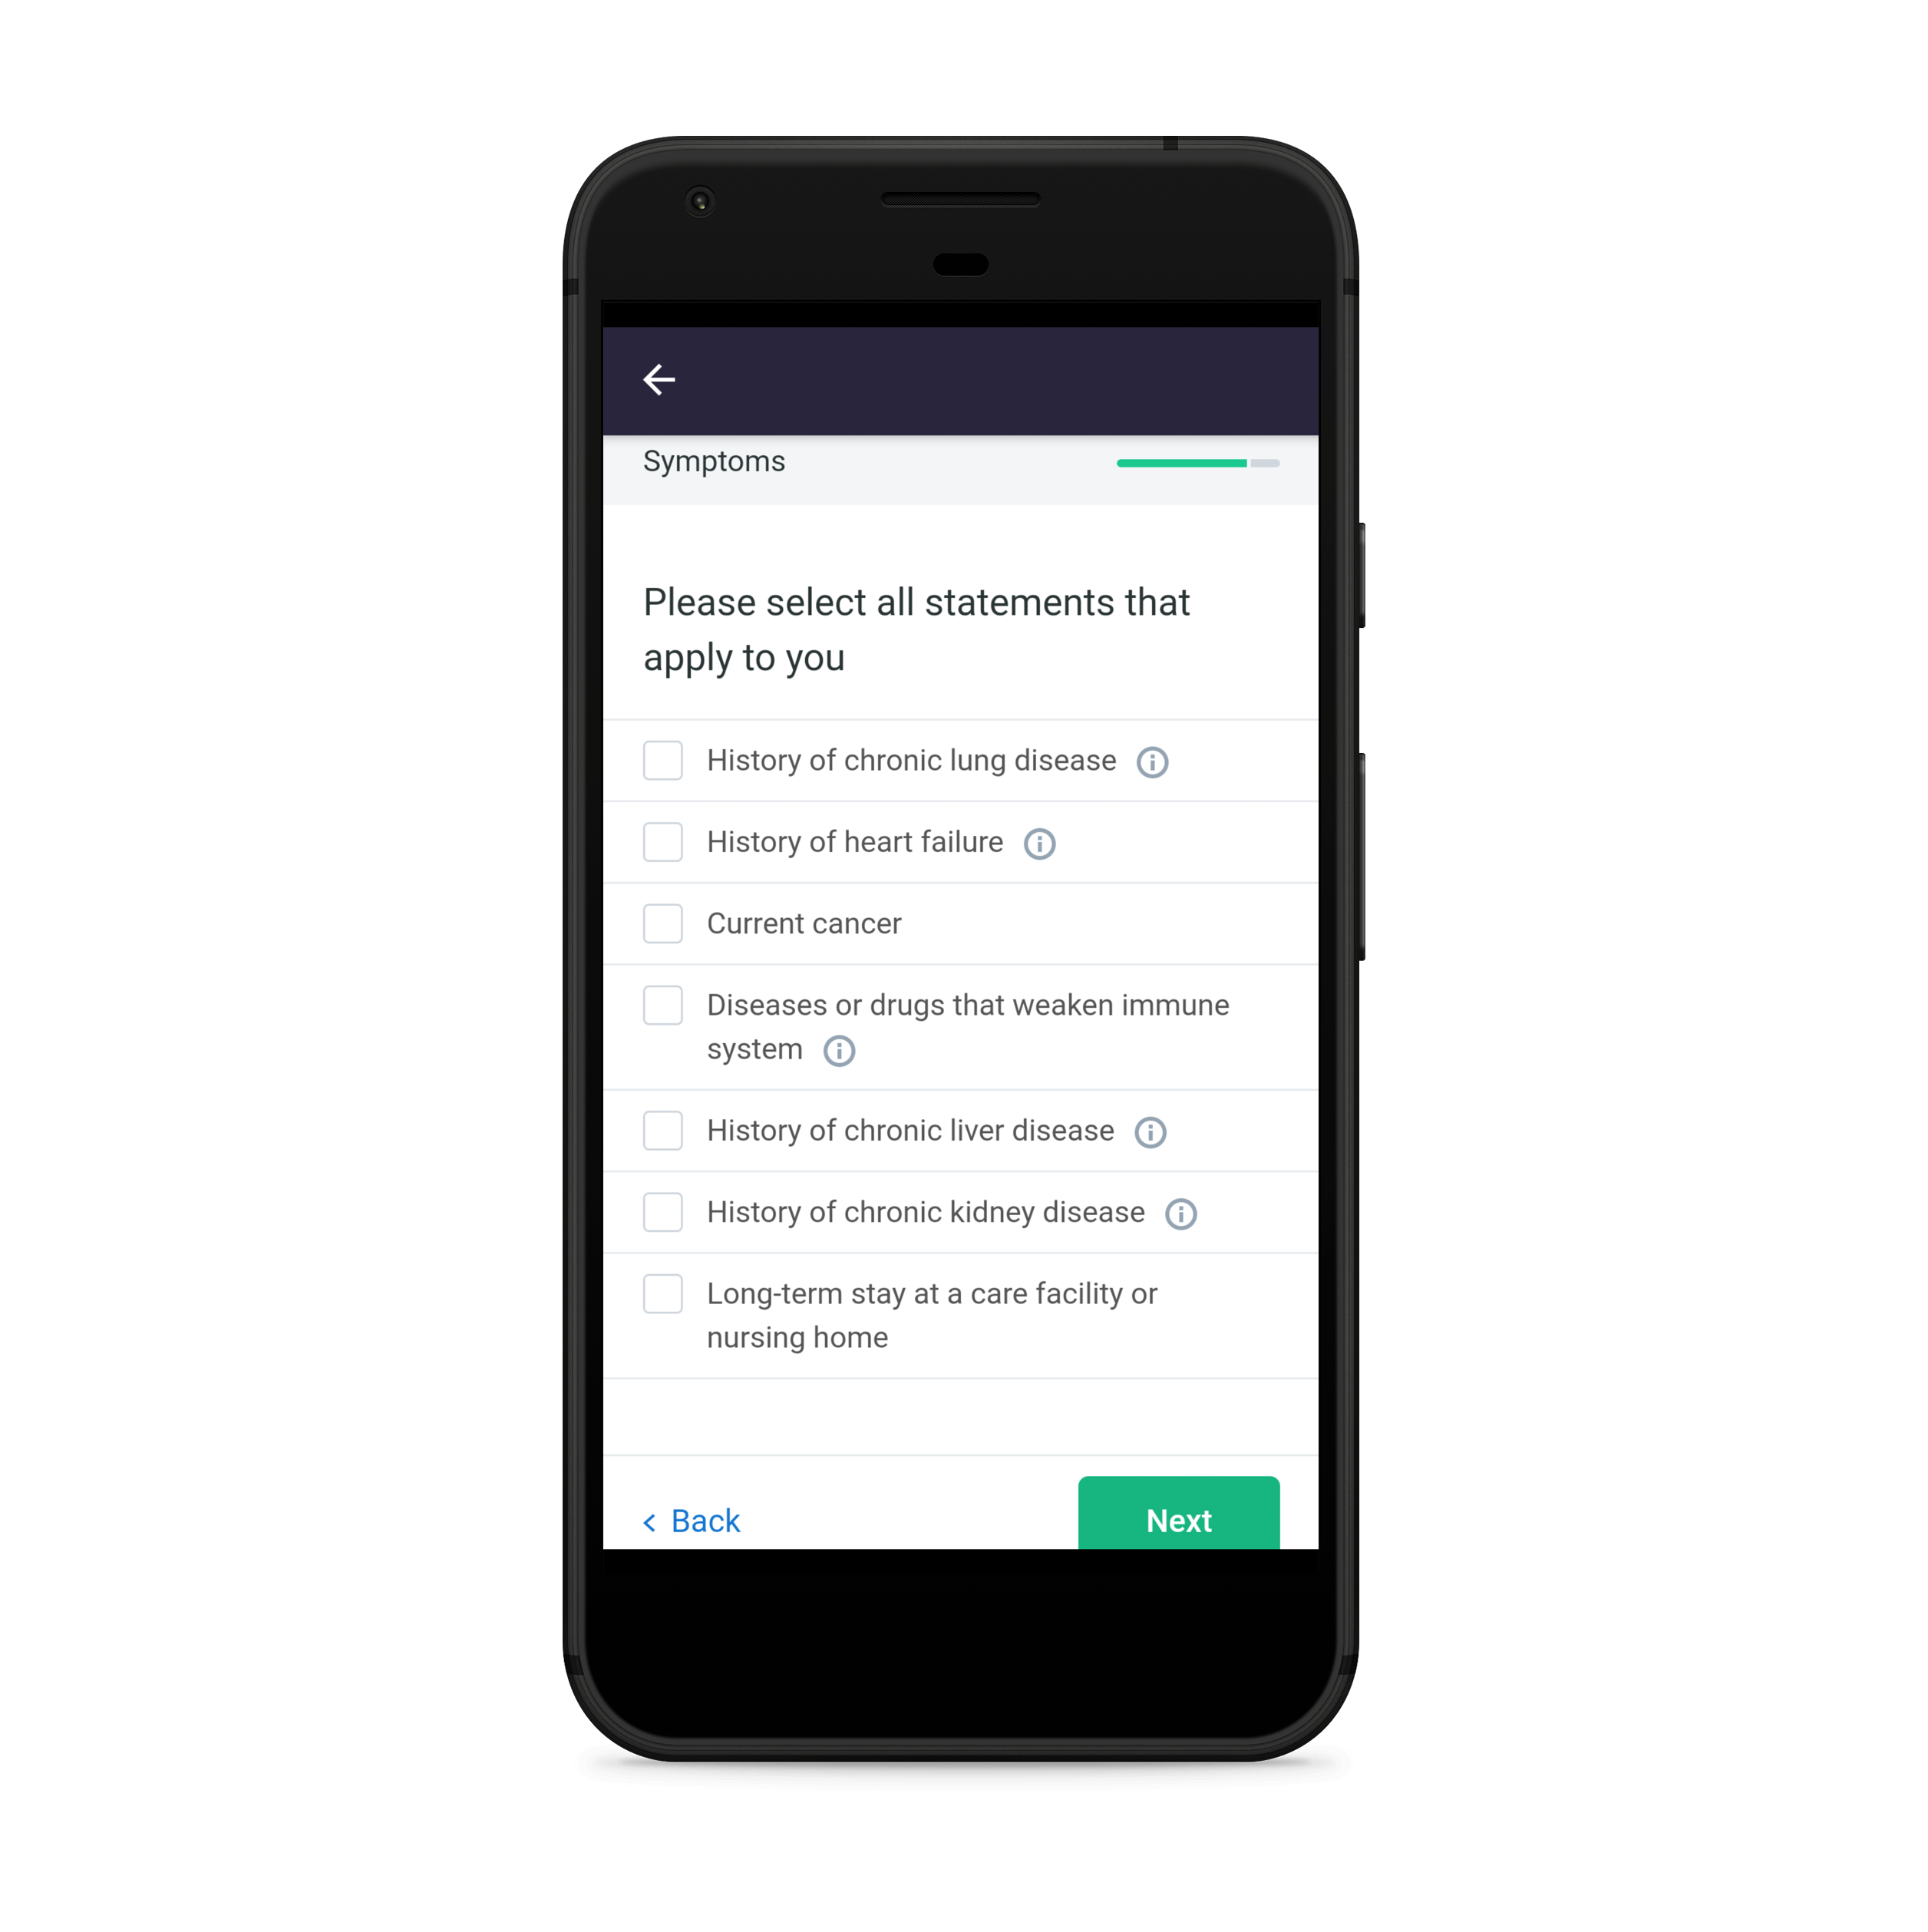 Symptoms
Please select all statements that
apply to you
History of chronic lung disease
History of heart failure
Current cancer
Diseases or drugs that weaken immune
system
History of chronic liver disease
History of chronic kidney disease
Long-term stay at a care facility or
nursing home
Back
Next